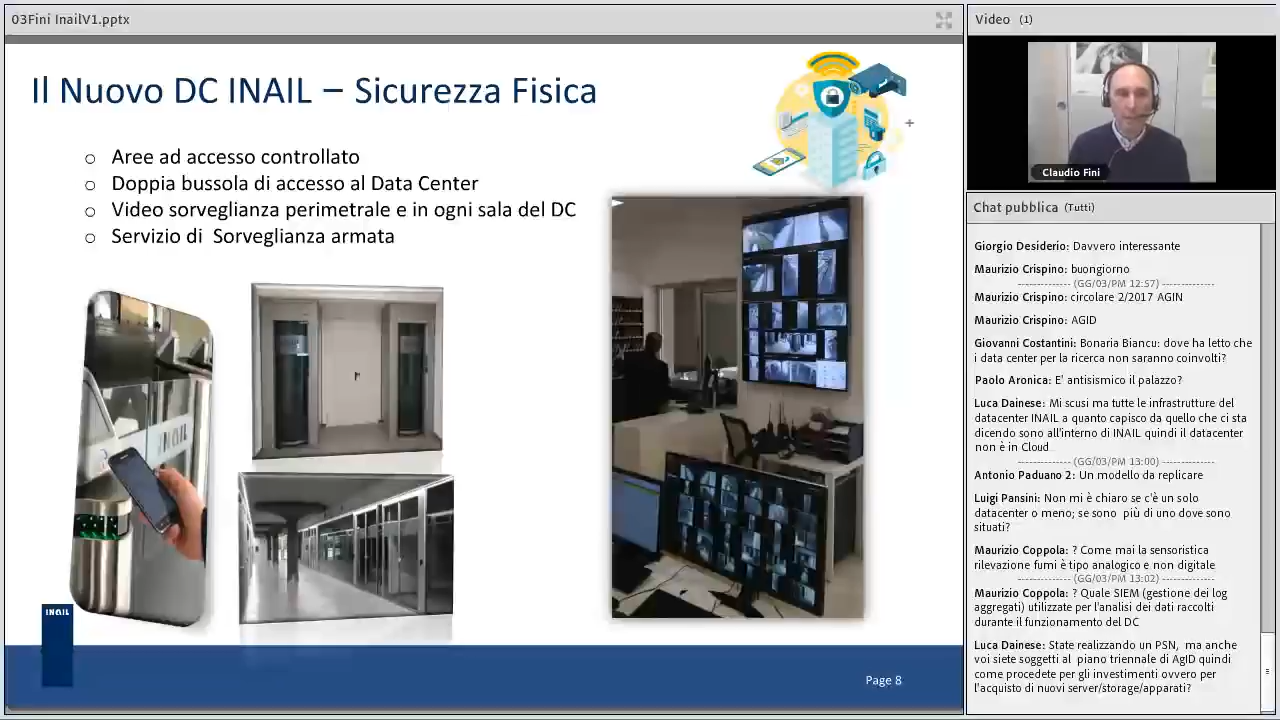 03Fini InailV1.pptx
Il Nuovo DC INAIL – Sicurezza Fisica
o Aree ad accesso controllato
o Doppia bussola di accesso al Data Center
o Video sorveglianza perimetrale e in ogni sala del DC
o Servizio di  Sorveglianza armata
INAIL
INAIL
Page 8
Video (1)
Claudio Fini
Chat pubblica (Tutti)
Giorgio Desiderio: Davvero interessante
Maurizio Crispino: buongiorno
--------------- (GG/03/PM 12:57) ---------------
Maurizio Crispino: circolare 2/2017 AGIN
Maurizio Crispino: AGID
Giovanni Costantini: Bonaria Biancu: dove ha letto che
i data center per la ricerca non saranno coinvolti?
Paolo Aronica: E' antisismico il palazzo?
Luca Dainese: Mi scusi ma tutte le infrastrutture del
datacenter INAIL a quanto capisco da quello che ci sta
dicendo sono all'interno di INAIL quindi il datacenter
non è in Cloud
--------------- (GG/03/PM 13:00) ---------------
Antonio Paduano 2: Un modello da replicare
Luigi Pansini: Non mi è chiaro se c'è un solo
datacenter o meno; se sono  più di uno dove sono
situati?
Maurizio Coppola: ? Come mai la sensoristica
rilevazione fumi è tipo analogico e non digitale
--------------- (GG/03/PM 13:02) ---------------
Maurizio Coppola: ? Quale SIEM (gestione dei log
aggregati) utilizzate per l'analisi dei dati raccolti
durante il funzionamento del DC
Luca Dainese: State realizzando un PSN,  ma anche
voi siete soggetti al  piano triennale di AgID quindi
come procedete per gli investimenti ovvero per
l'acquisto di nuovi server/storage/apparati?